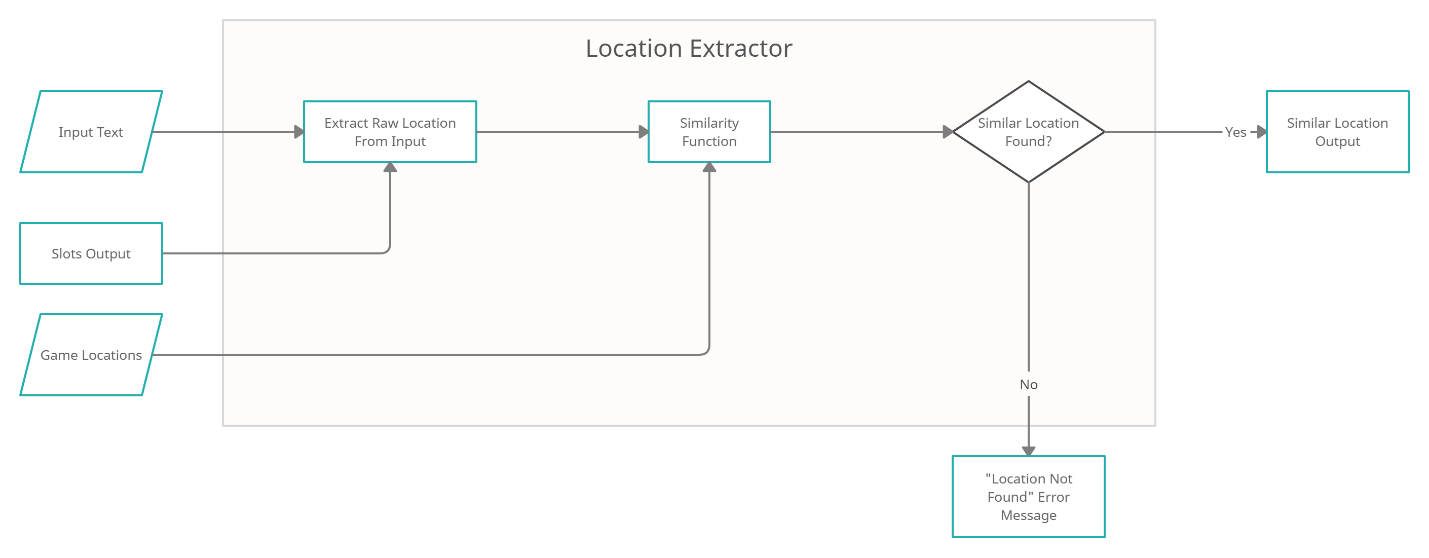 Location Extractor
Input Text
Extract Raw Location
From Input
Similarity
Function
Similar Location
Found?
Yes
Similar Location
Output
Slots Output
Game Locations
No
"Location Not
Found" Error
Message